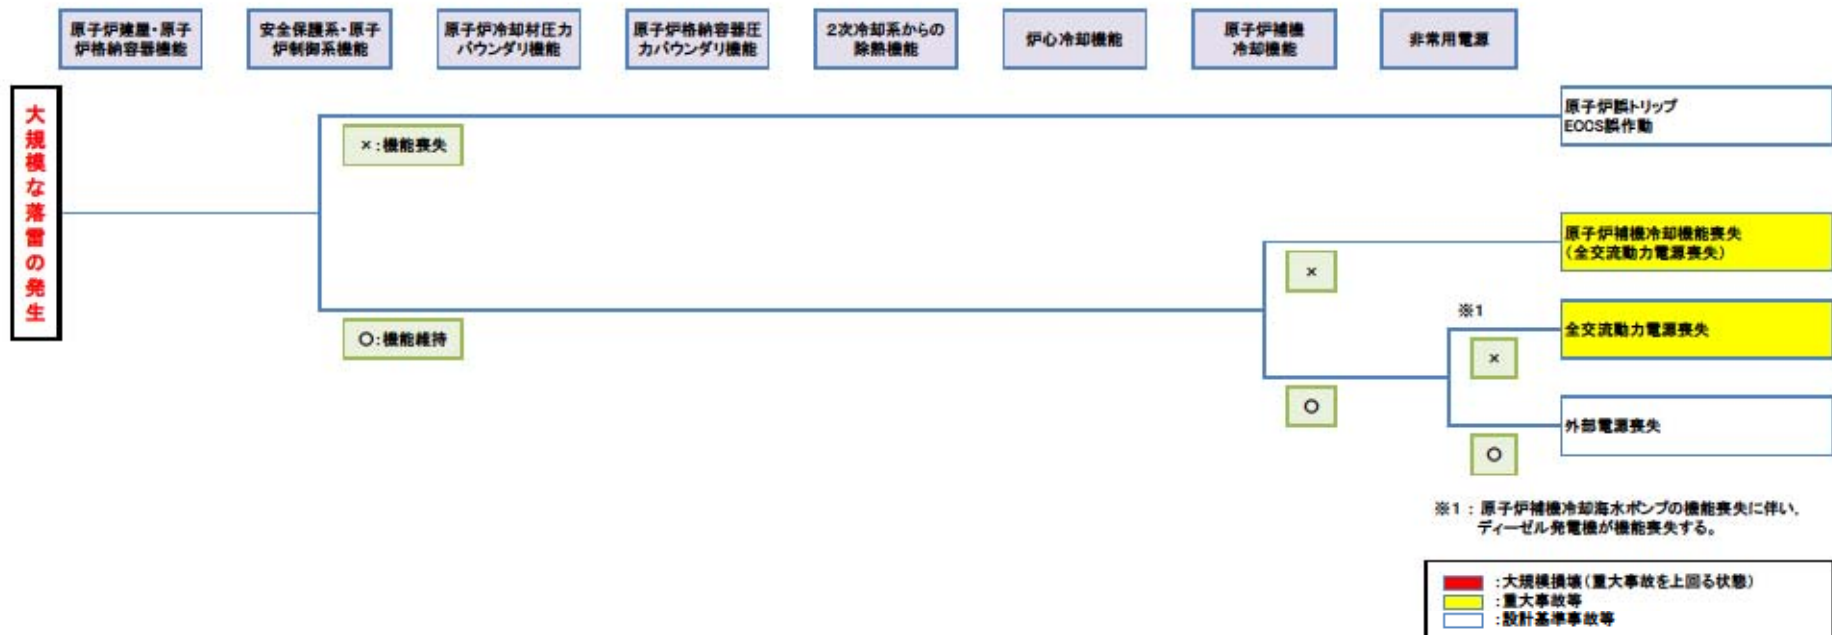 原子炉建屋・原子
炉格納容器機能
安全保護系・原子
炉制御系機能
原子炉冷却材圧力
バウンダリ機能
原子炉格納容器圧
力バウンダリ機能
2次冷却系からの
除熱機能
炉心冷却機能
原子炉補機
冷却機能
非常用電源
大規模な落雷の発生
×:機能喪失
原子炉誤トリップ
ECCS誤作動
原子炉補機冷却機能喪失
(全交流動力電源喪失)
×
※1
全交流動力電源喪失
×
〇:機能維持
〇
外部電源喪失
〇
※1 : 原子炉補機冷却海水ポンプの機能喪失に伴い,
ディーゼル発電機が機能喪失する。
:大規模損壊(重大事故を上回る状態)
:重大事故等
:設計基準事故等